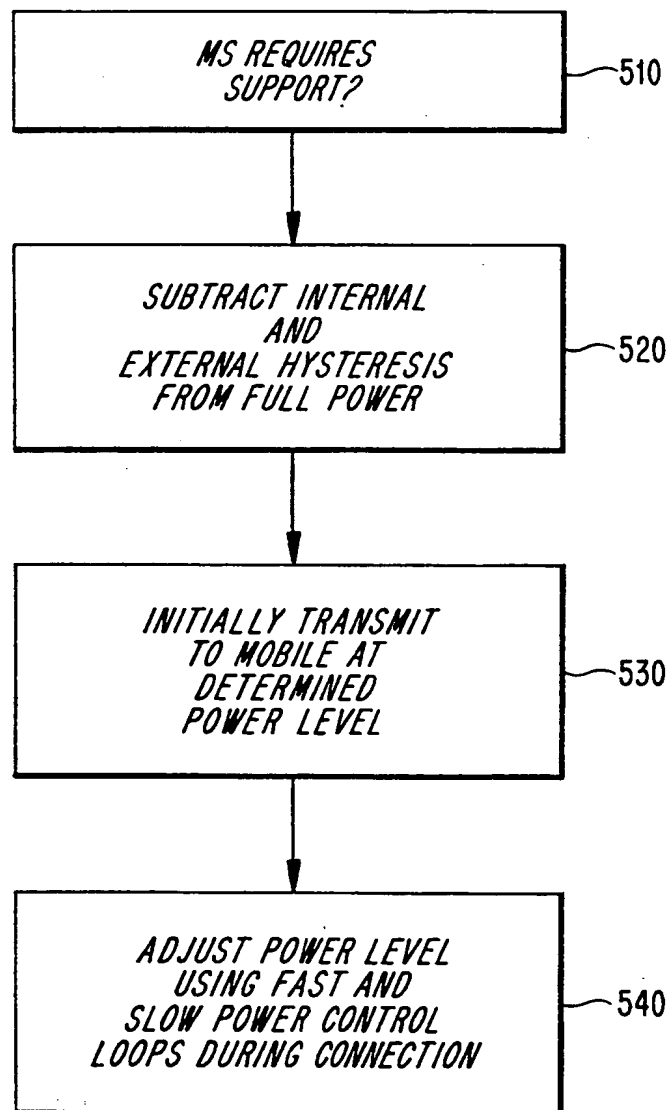 MS REQUIRES
SUPPORT?
510
SUBTRACT INTERNAL
AND
EXTERNAL HYSTERESIS
FROM FULL POWER
520
INITIALLY TRANSMIT
TO MOBILE AT
DETERMINED
POWER LEVEL
530
ADJUST POWER LEVEL
USING FAST AND
SLOW POWER CONTROL
LOOPS DURING CONNECTION
540